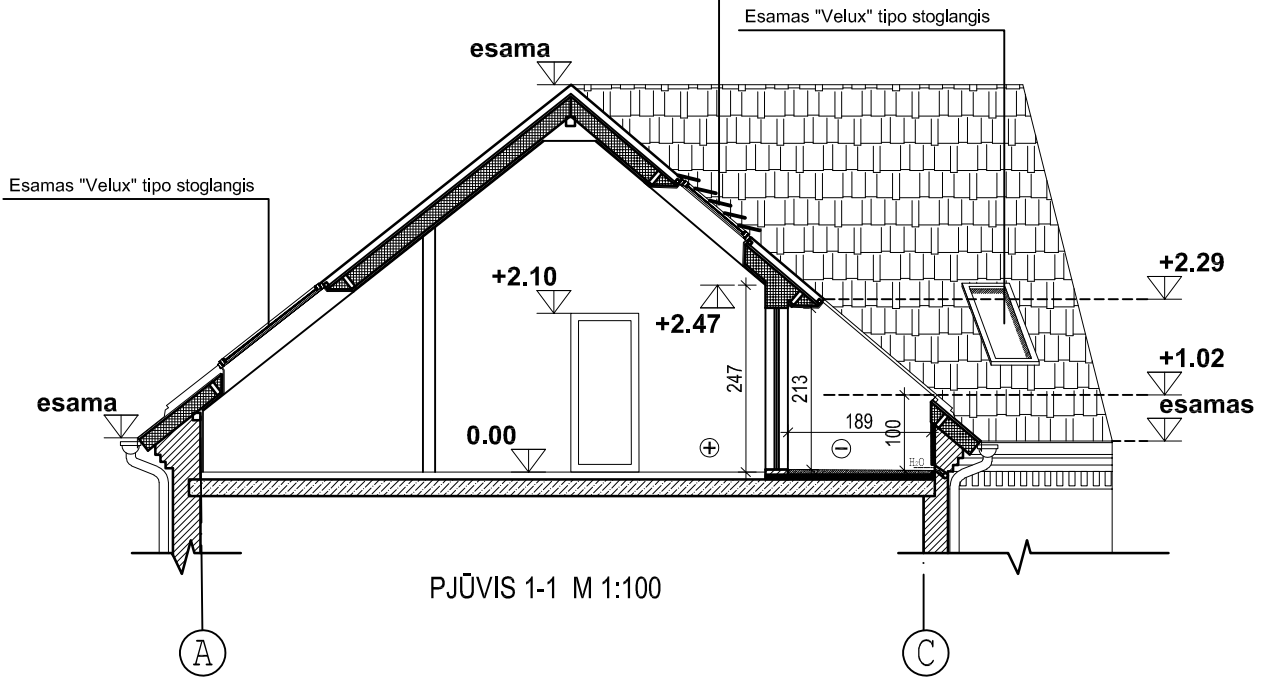 Esamas "Velux" tipo stoglangis
esama
Esamas "Velux" tipo stoglangis
+2.29
+2.10
+2.47
+1.02
247
213
esama
esamas
189
100
0.00
+
−
H₂O
PJŪVIS 1-1 M 1:100
A
C